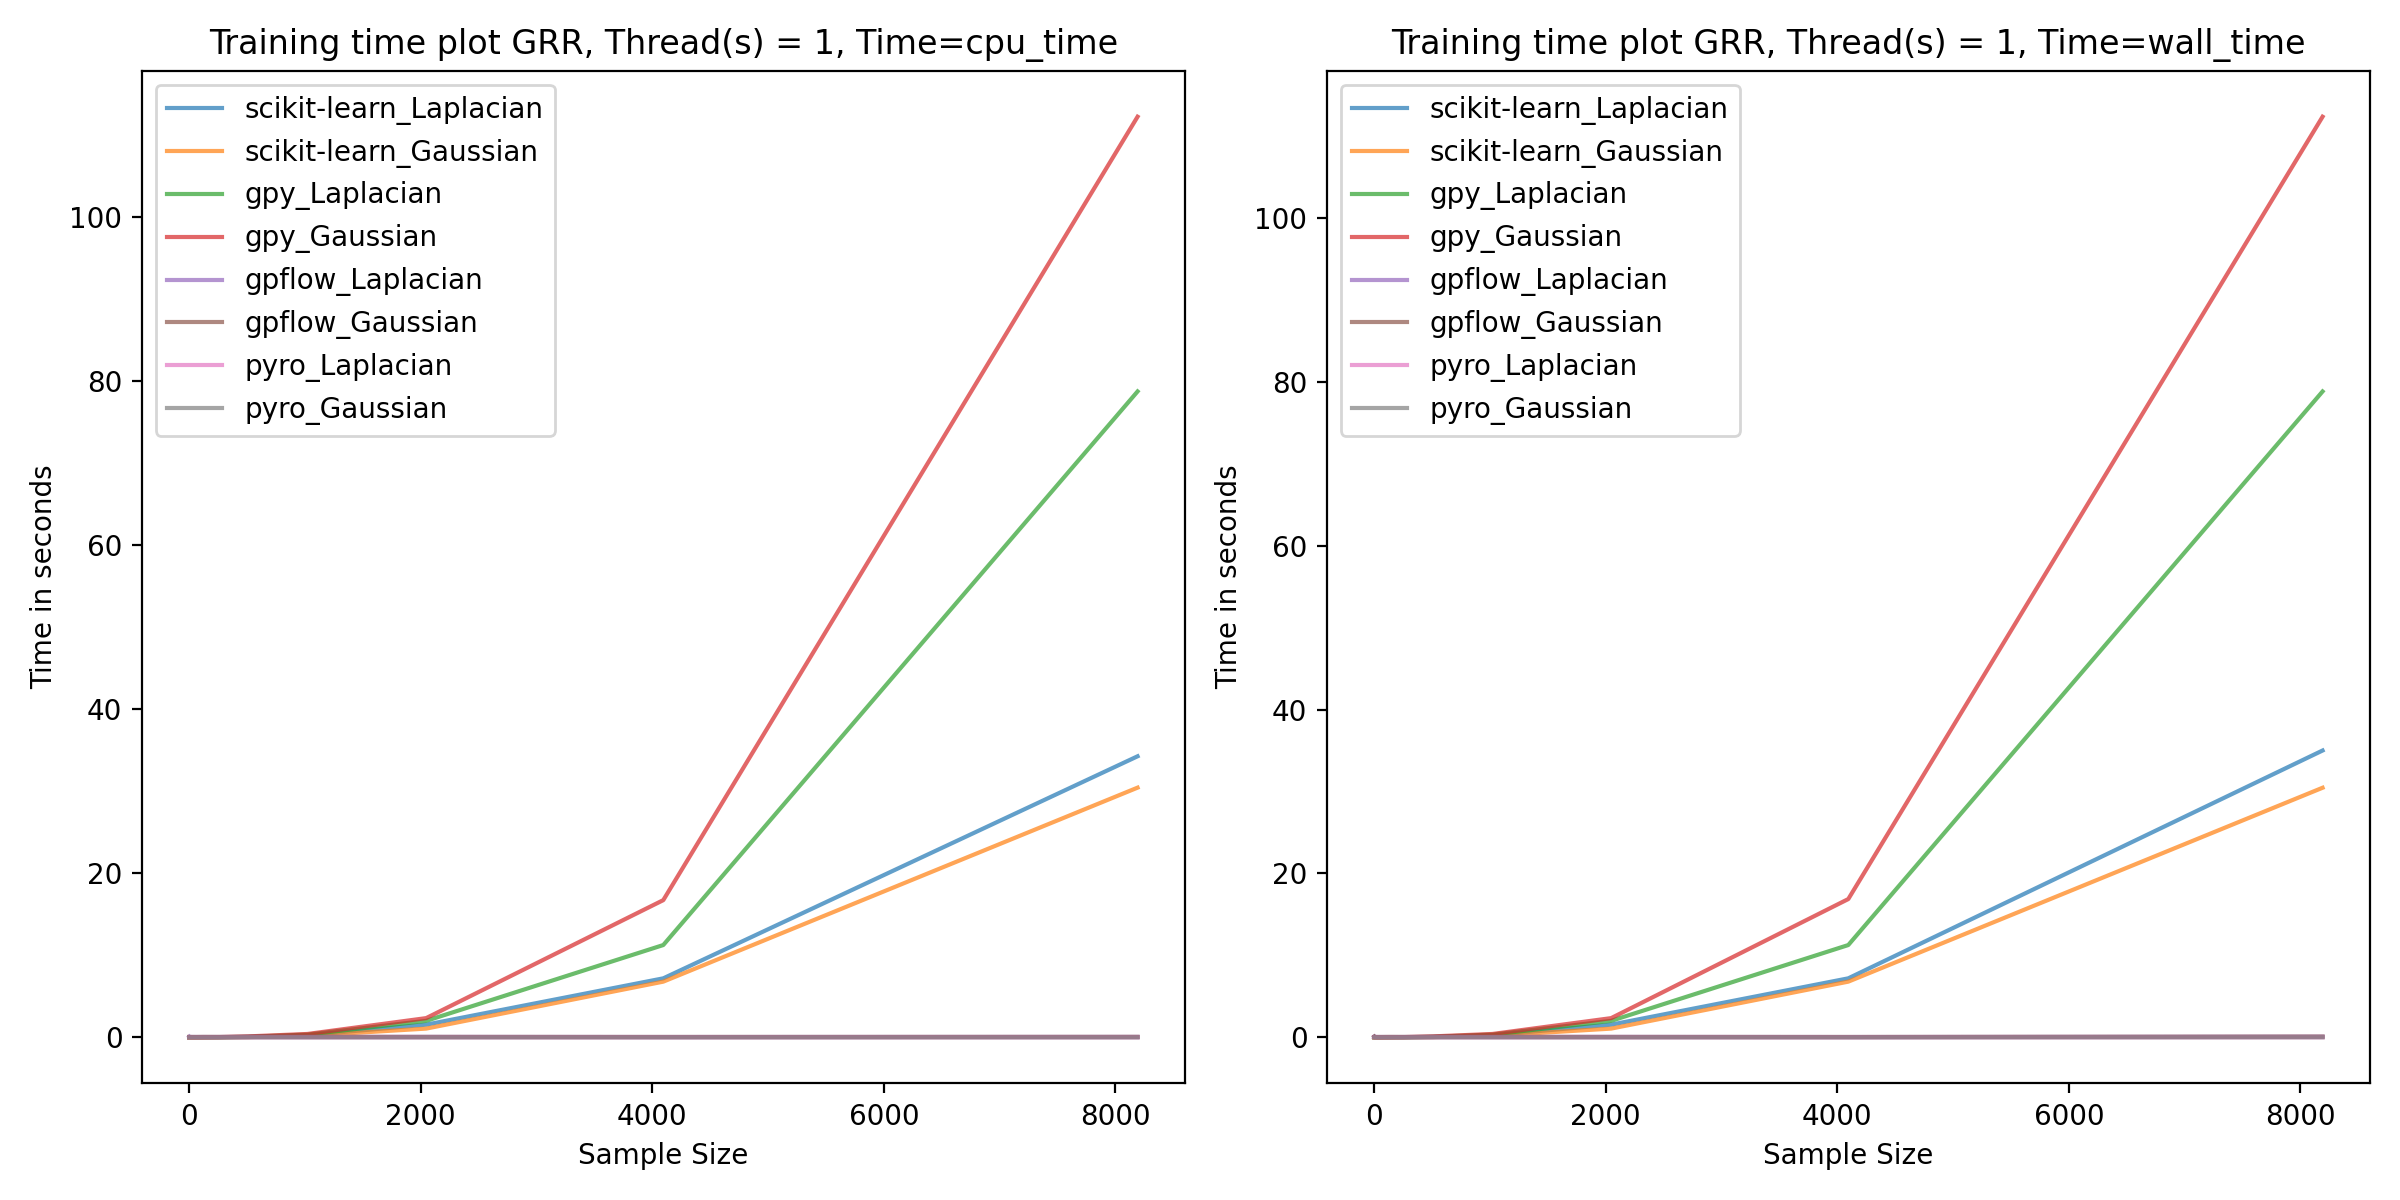 Training time plot GRR, Thread(s) = 1, Time=cpu_time
scikit-learn_Laplacian
scikit-learn_Gaussian
gpy_Laplacian
gpy_Gaussian
gpflow_Laplacian
gpflow_Gaussian
pyro_Laplacian
pyro_Gaussian
Time in seconds
100
80
60
40
20
0
0 2000 4000 6000 8000
Sample Size
Training time plot GRR, Thread(s) = 1, Time=wall_time
scikit-learn_Laplacian
scikit-learn_Gaussian
gpy_Laplacian
gpy_Gaussian
gpflow_Laplacian
gpflow_Gaussian
pyro_Laplacian
pyro_Gaussian
Time in seconds
100
80
60
40
20
0
0 2000 4000 6000 8000
Sample Size